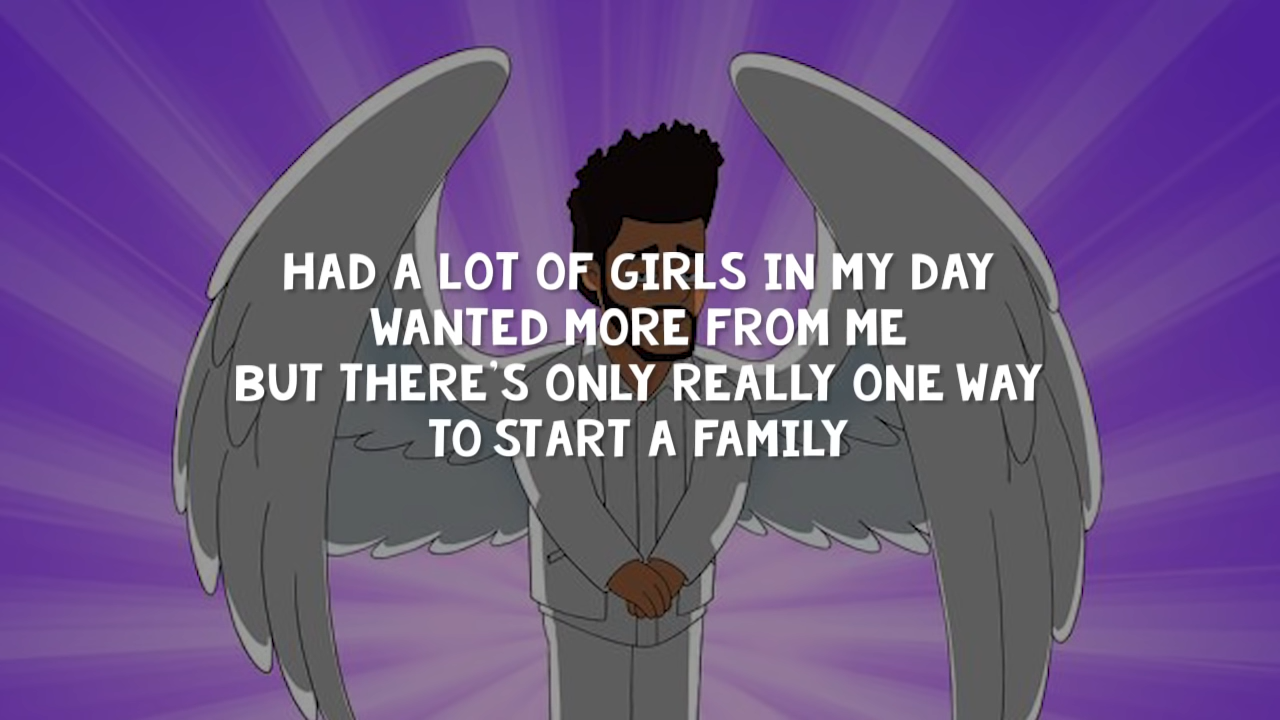 HAD A LOT OF GIRLS IN MY DAY
WANTED MORE FROM ME
BUT THERE'S ONLY REALLY ONE WAY
TO START A FAMILY